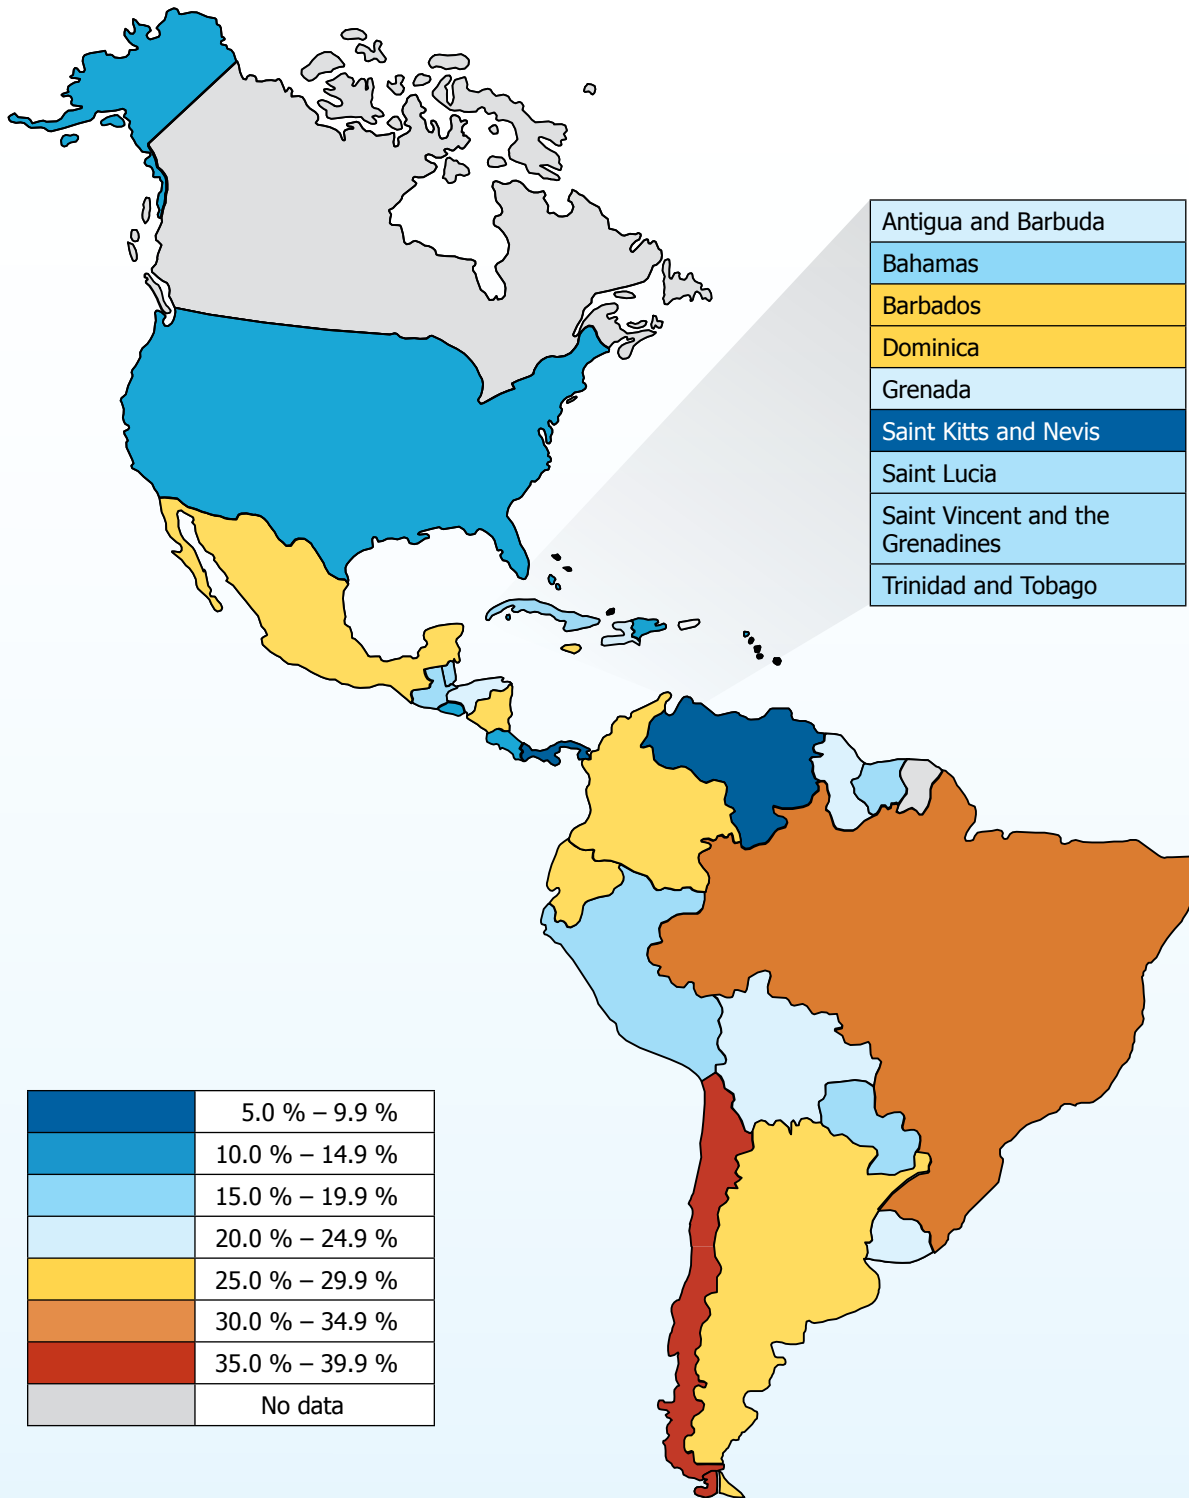 Antigua and Barbuda
Bahamas
Barbados
Dominica
Grenada
Saint Kitts and Nevis
Saint Lucia
Saint Vincent and the
Grenadines
Trinidad and Tobago
5.0 % – 9.9 %
10.0 % – 14.9 %
15.0 % – 19.9 %
20.0 % – 24.9 %
25.0 % – 29.9 %
30.0 % – 34.9 %
35.0 % – 39.9 %
No data